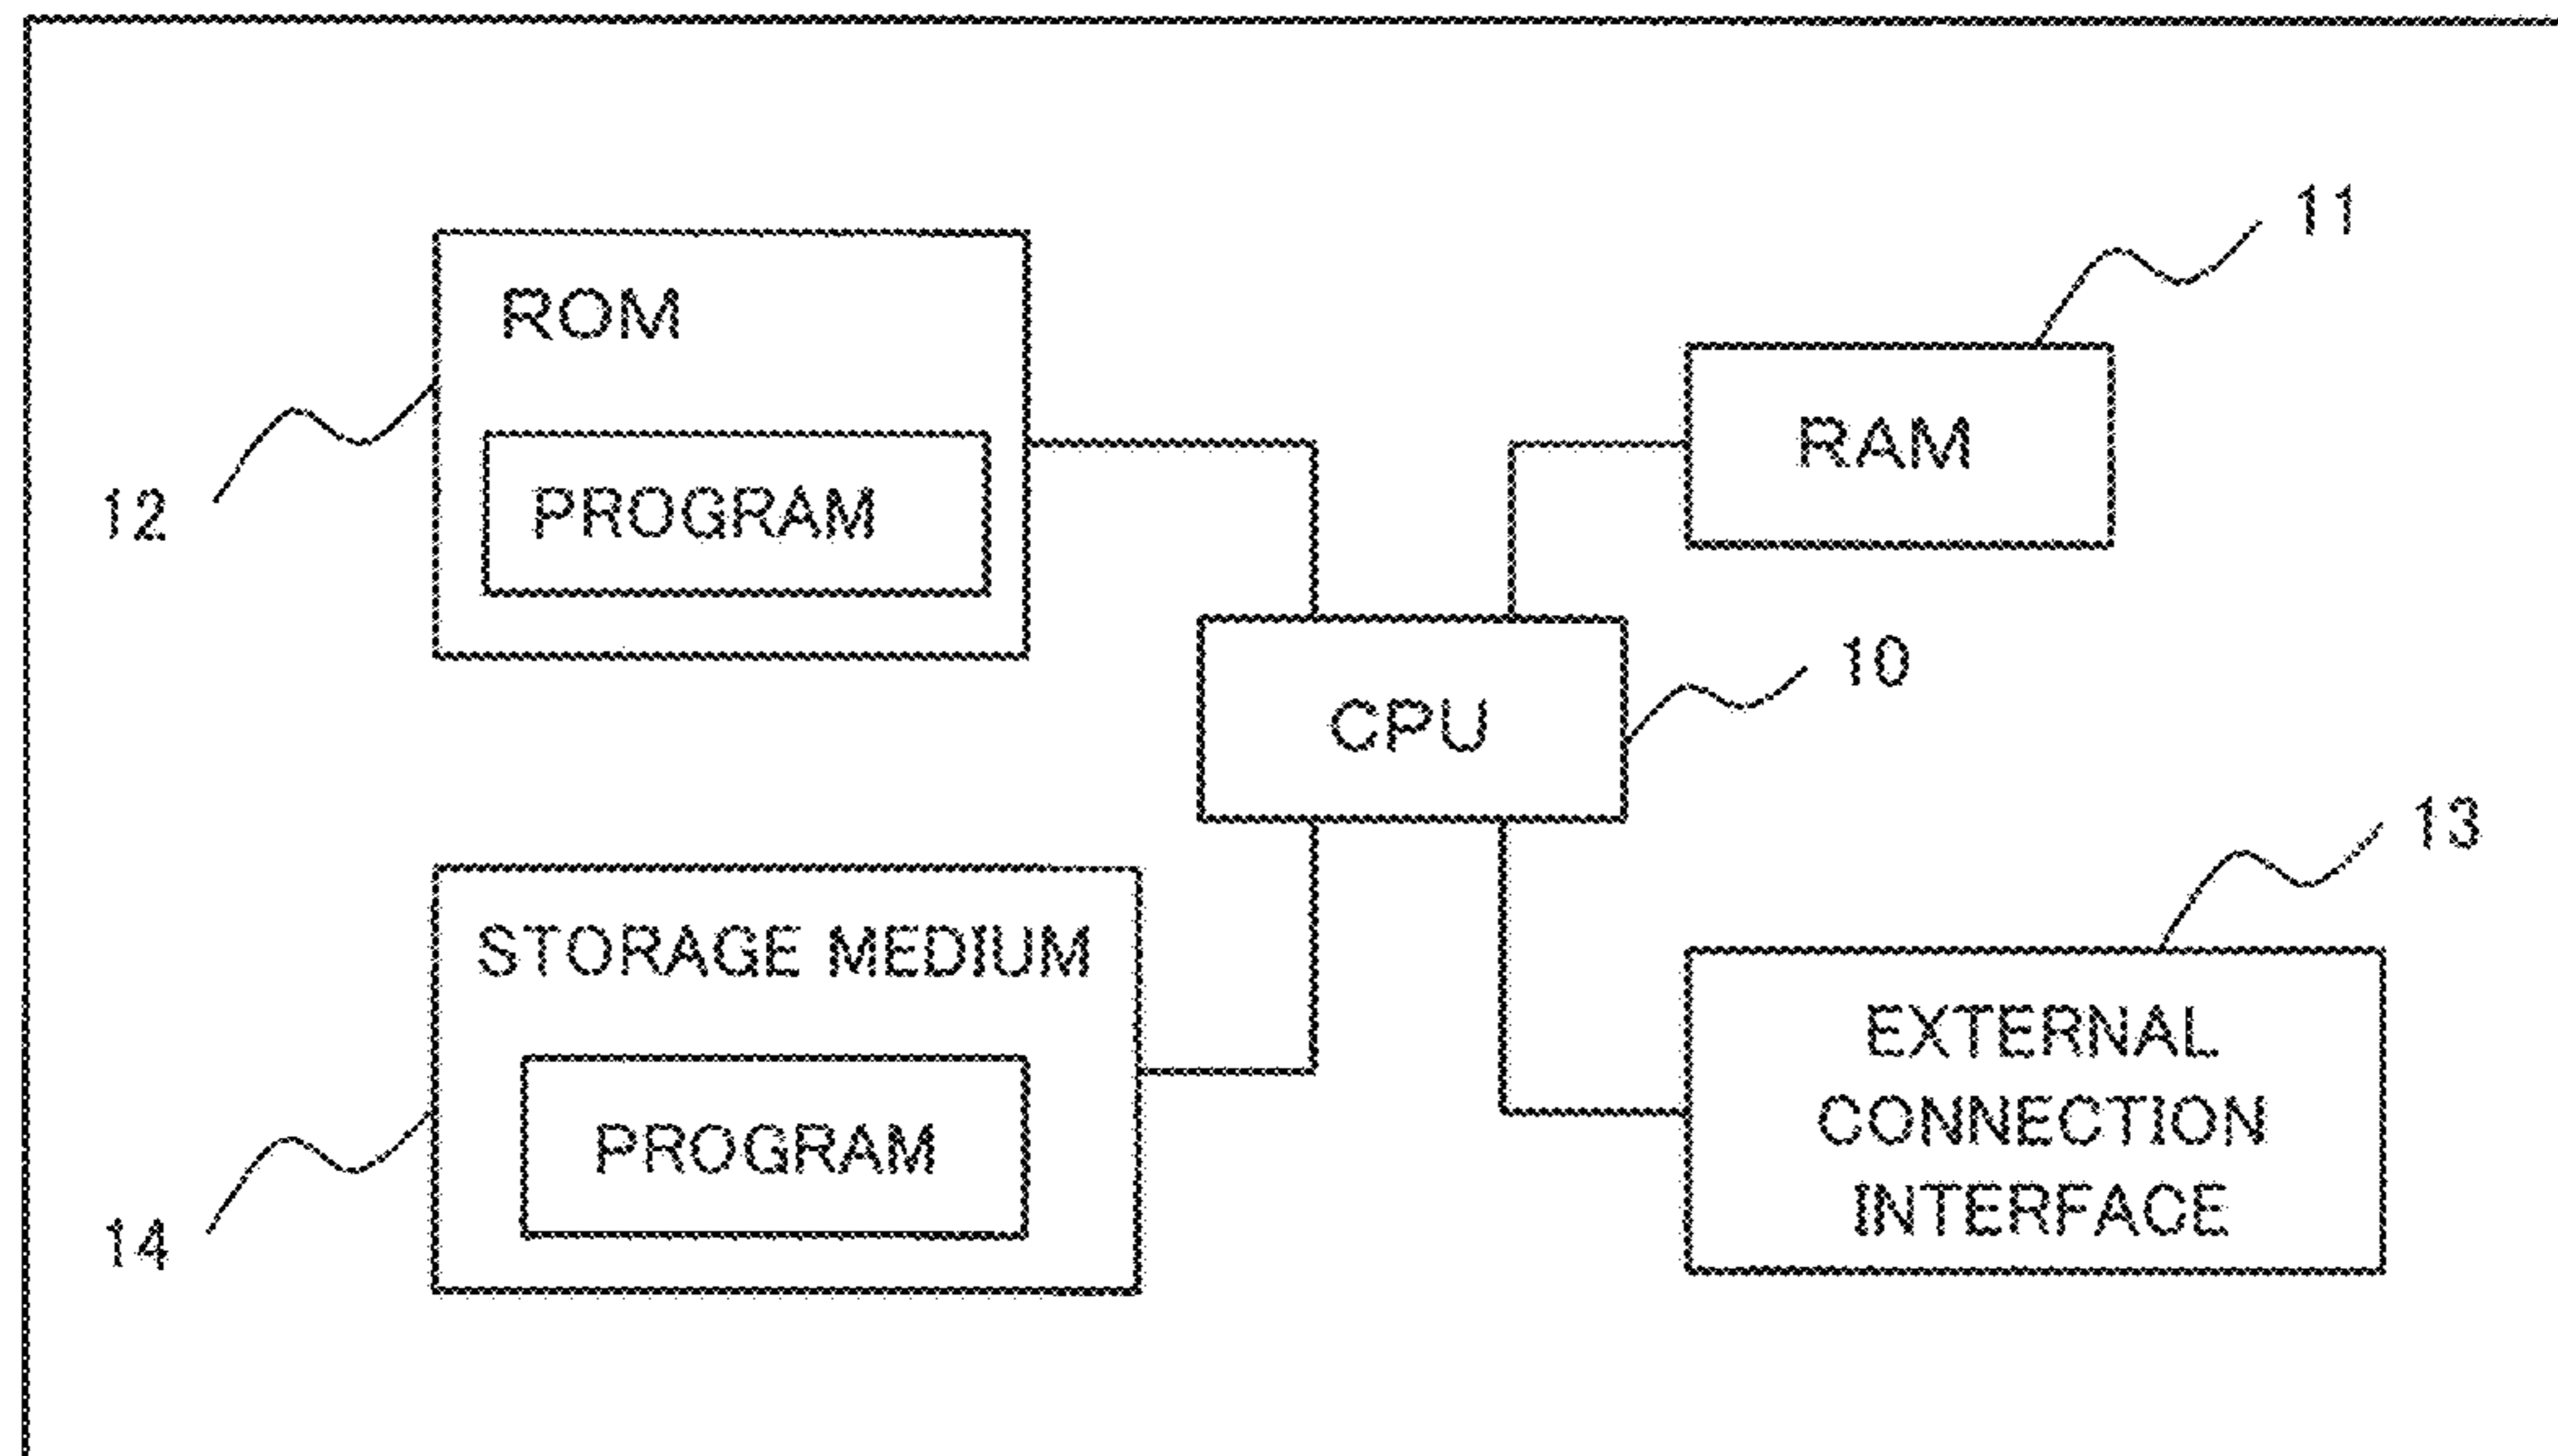 11
ROM
RAM
12
PROGRAM
10
CPU
13
STORAGE MEDIUM
EXTERNAL
CONNECTION
INTERFACE
PROGRAM
14